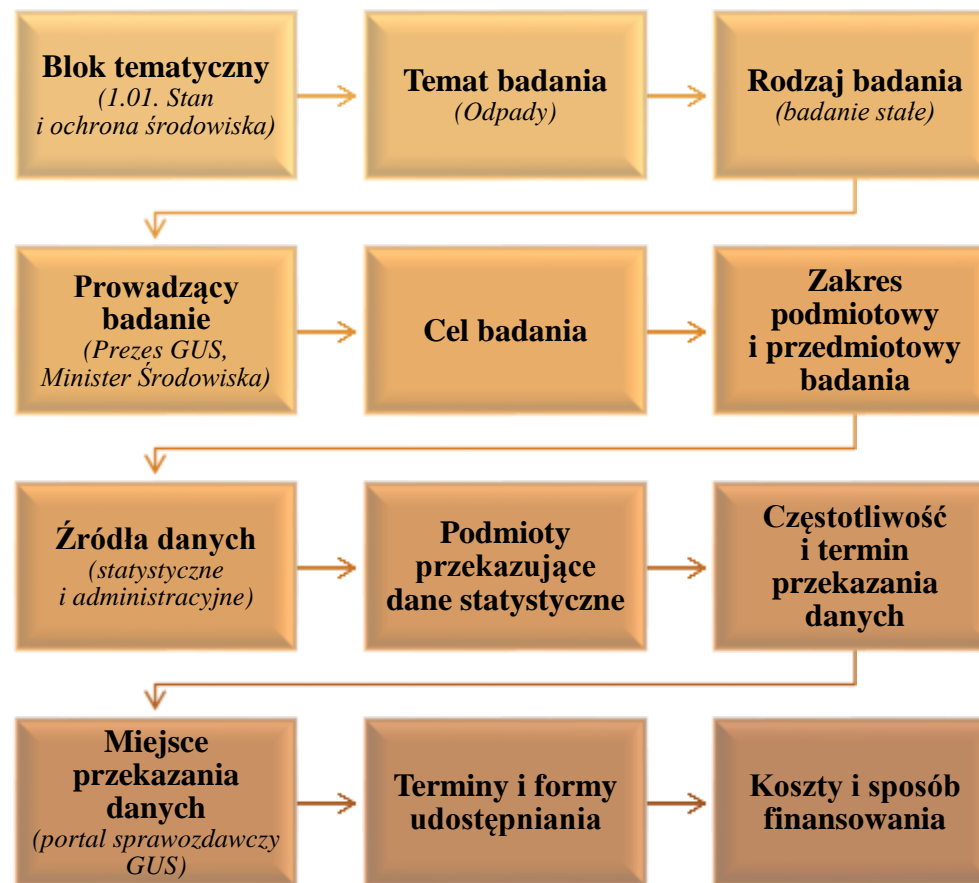 Blok tematyczny
(1.01. Stan
i ochrona środowiska)
Temat badania
(Odpady)
Rodzaj badania
(badanie stałe)
Prowadzący
badanie
(Prezes GUS,
Minister Środowiska)
Cel badania
Zakres
podmiotowy
i przedmiotowy
badania
Źródła danych
(statystyczne
i administracyjne)
Podmioty
przekazujące
dane statystyczne
Częstotliwość
i termin
przekazania
danych
Miejsce
przekazania
danych
(portal sprawozdawczy
GUS)
Terminy i formy
udostępniania
Koszty i sposób
finansowania